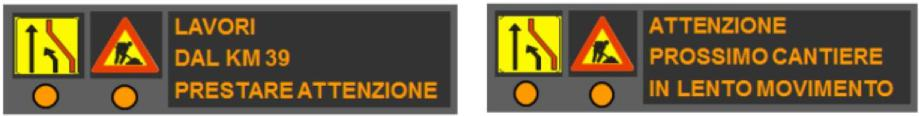 LAVORI
DAL KM 39
PRESTARE ATTENZIONE
ATTENZIONE
PROSSIMO CANTIERE
IN LENTO MOVIMENTO